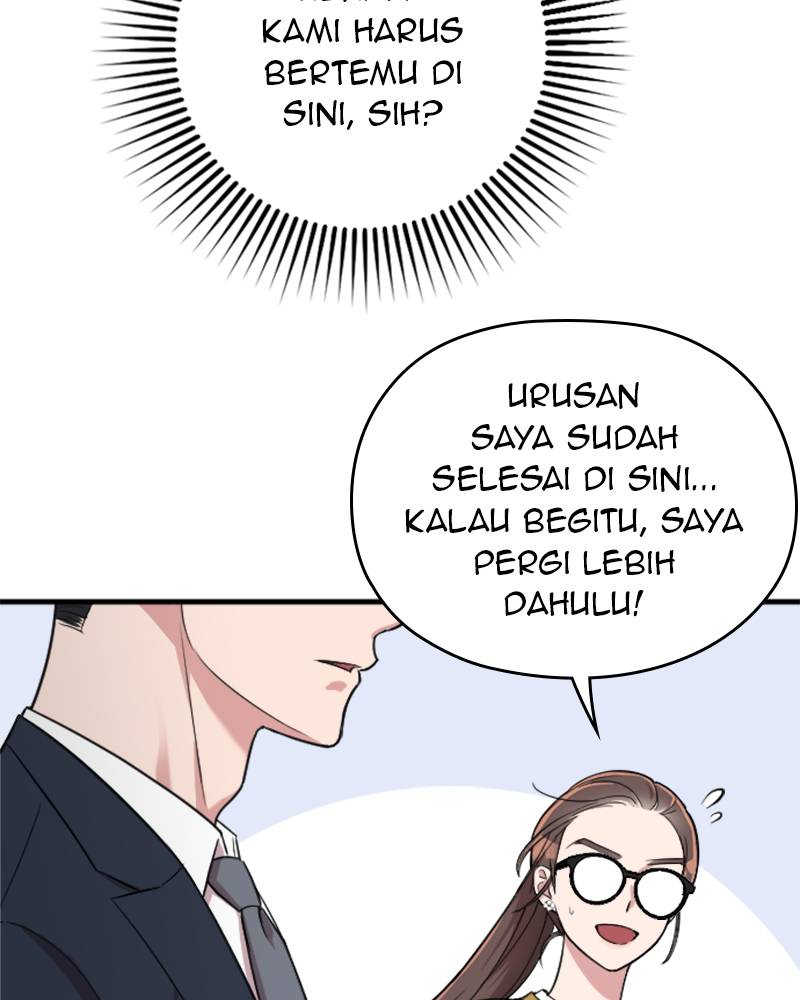 KAMI HARUS
BERTEMU DI
SINI, SIH?
URUSAN
SAYA SUDAH
SELESAI DI SINI...
KALAU BEGITU, SAYA
PERGI LEBIH
DAHULU!